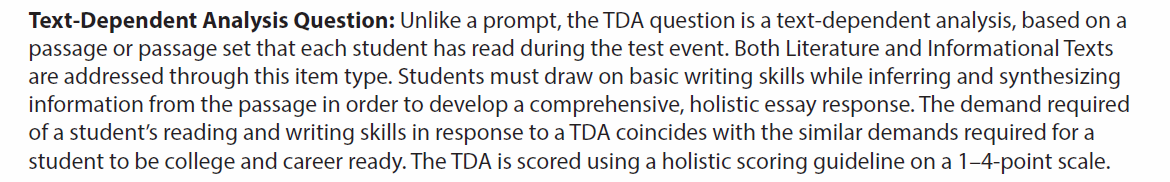 Text-Dependent Analysis Question: Unlike a prompt, the TDA question is a text-dependent analysis, based on a
passage or passage set that each student has read during the test event. Both Literature and Informational Texts
are addressed through this item type. Students must draw on basic writing skills while inferring and synthesizing
information from the passage in order to develop a comprehensive, holistic essay response. The demand required
of a student’s reading and writing skills in response to a TDA coincides with the similar demands required for a
student to be college and career ready. The TDA is scored using a holistic scoring guideline on a 1–4-point scale.